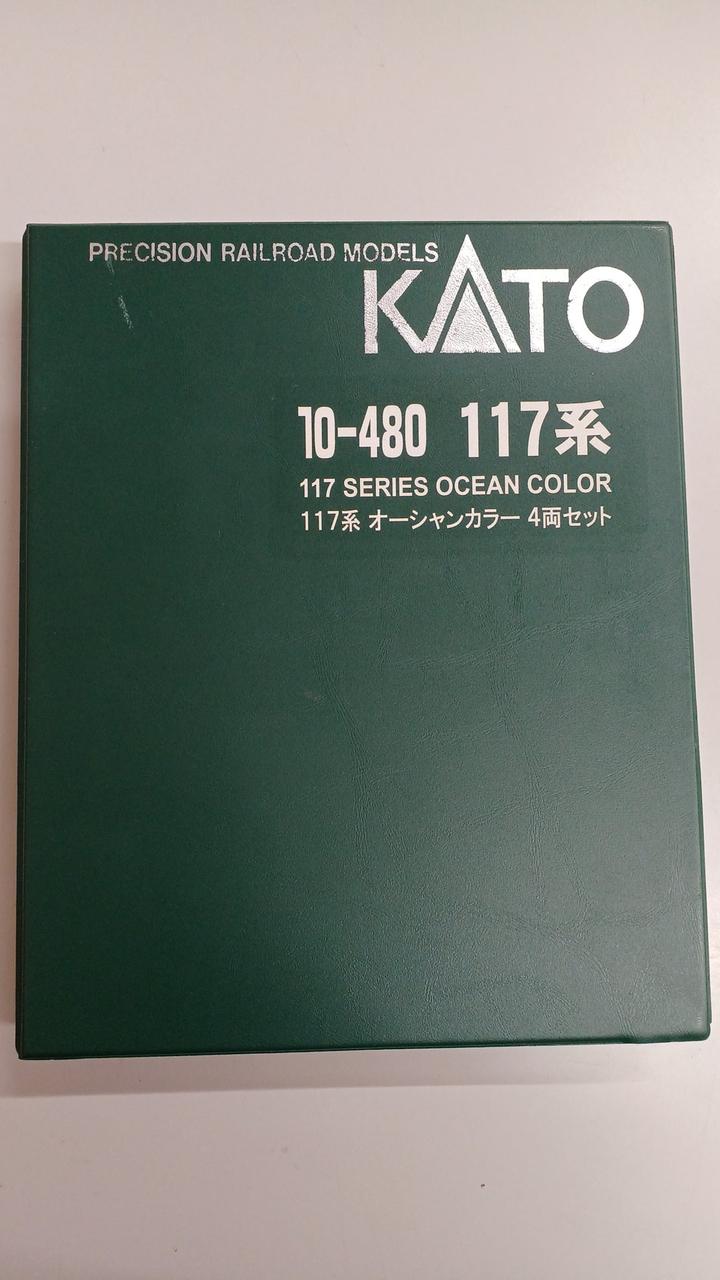 PRECISION RAILROAD MODELS
KATO
10-480 117系
117 SERIES OCEAN COLOR
117系 オーシャンカラー 4両セット